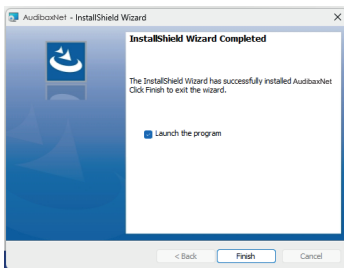 AudibaxNet - InstallShield Wizard
InstallShield Wizard Completed
The InstallShield Wizard has successfully installed AudibaxNet
Click Finish to exit the wizard.
Launch the program
< Back
Finish
Cancel